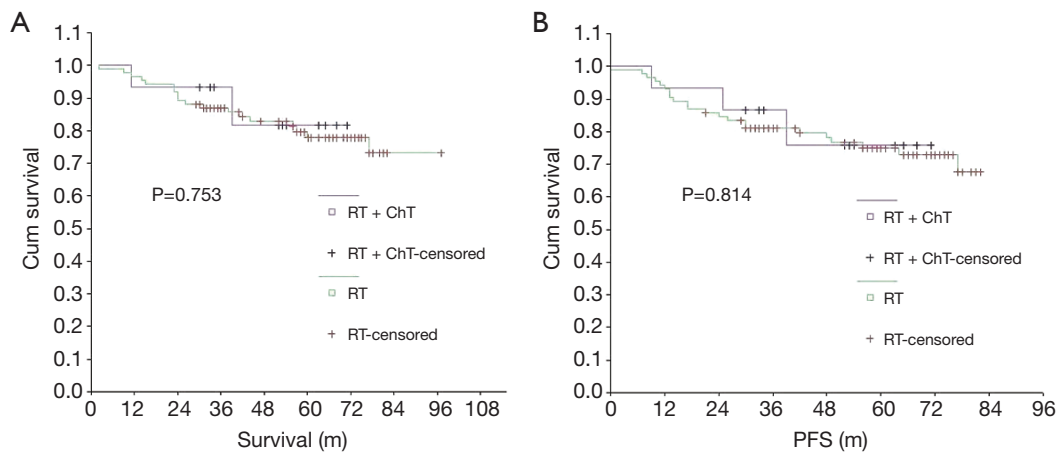 A
Cum survival
1.1
1.0
0.9
0.8
0.7
0.6
0.5
0.4
0.3
0.2
0.1
0.0
P=0.753
RT + ChT
RT + ChT-censored
RT
RT-censored
0 12 24 36 48 60 72 84 96 108
Survival (m)
B
Cum survival
1.1
1.0
0.9
0.8
0.7
0.6
0.5
0.4
0.3
0.2
0.1
0.0
P=0.814
RT + ChT
RT + ChT-censored
RT
RT-censored
0 12 24 36 48 60 72 84 96
PFS (m)